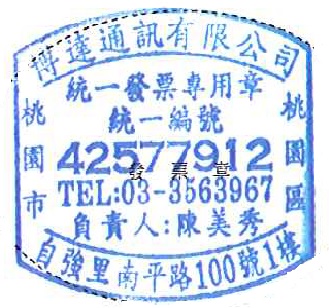 博達通訊有限公司
統一發票專用章
統一編號
42577912
發票章
TEL:03-3563967
負責人:陳美秀
桃園市
桃園區
自強里南平路100號1樓